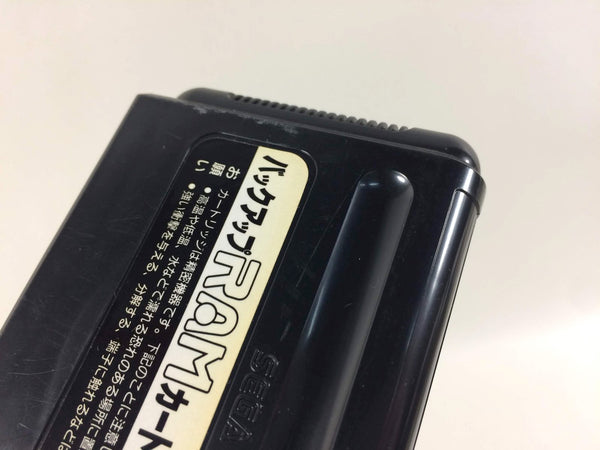 バックアップRAMカート
お願い
カートリッジは精密機器です。下記のことに注意し
●高温や低温、水などで濡れる恐れのある場所に置
●強い衝撃を与える、分解する、端子に触れるなどは
SEGA